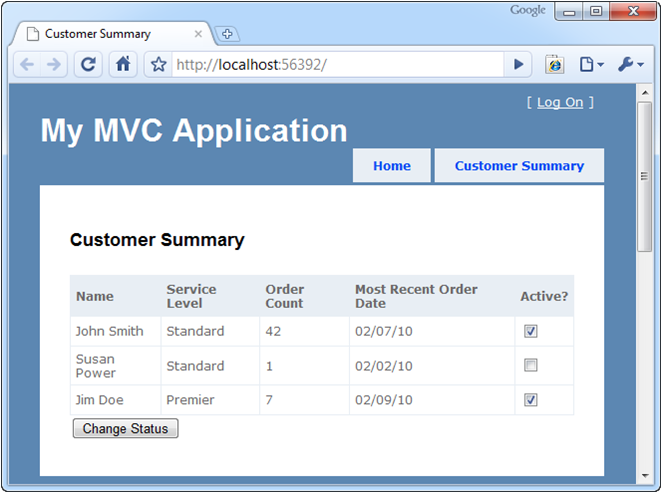 Google
Customer Summary
http://localhost:56392/
[ Log On ]
My MVC Application
Home
Customer Summary
Customer Summary
Name Service Level Order Count Most Recent Order Date Active?
John Smith Standard 42 02/07/10
Susan Power Standard 1 02/02/10
Jim Doe Premier 7 02/09/10
Change Status